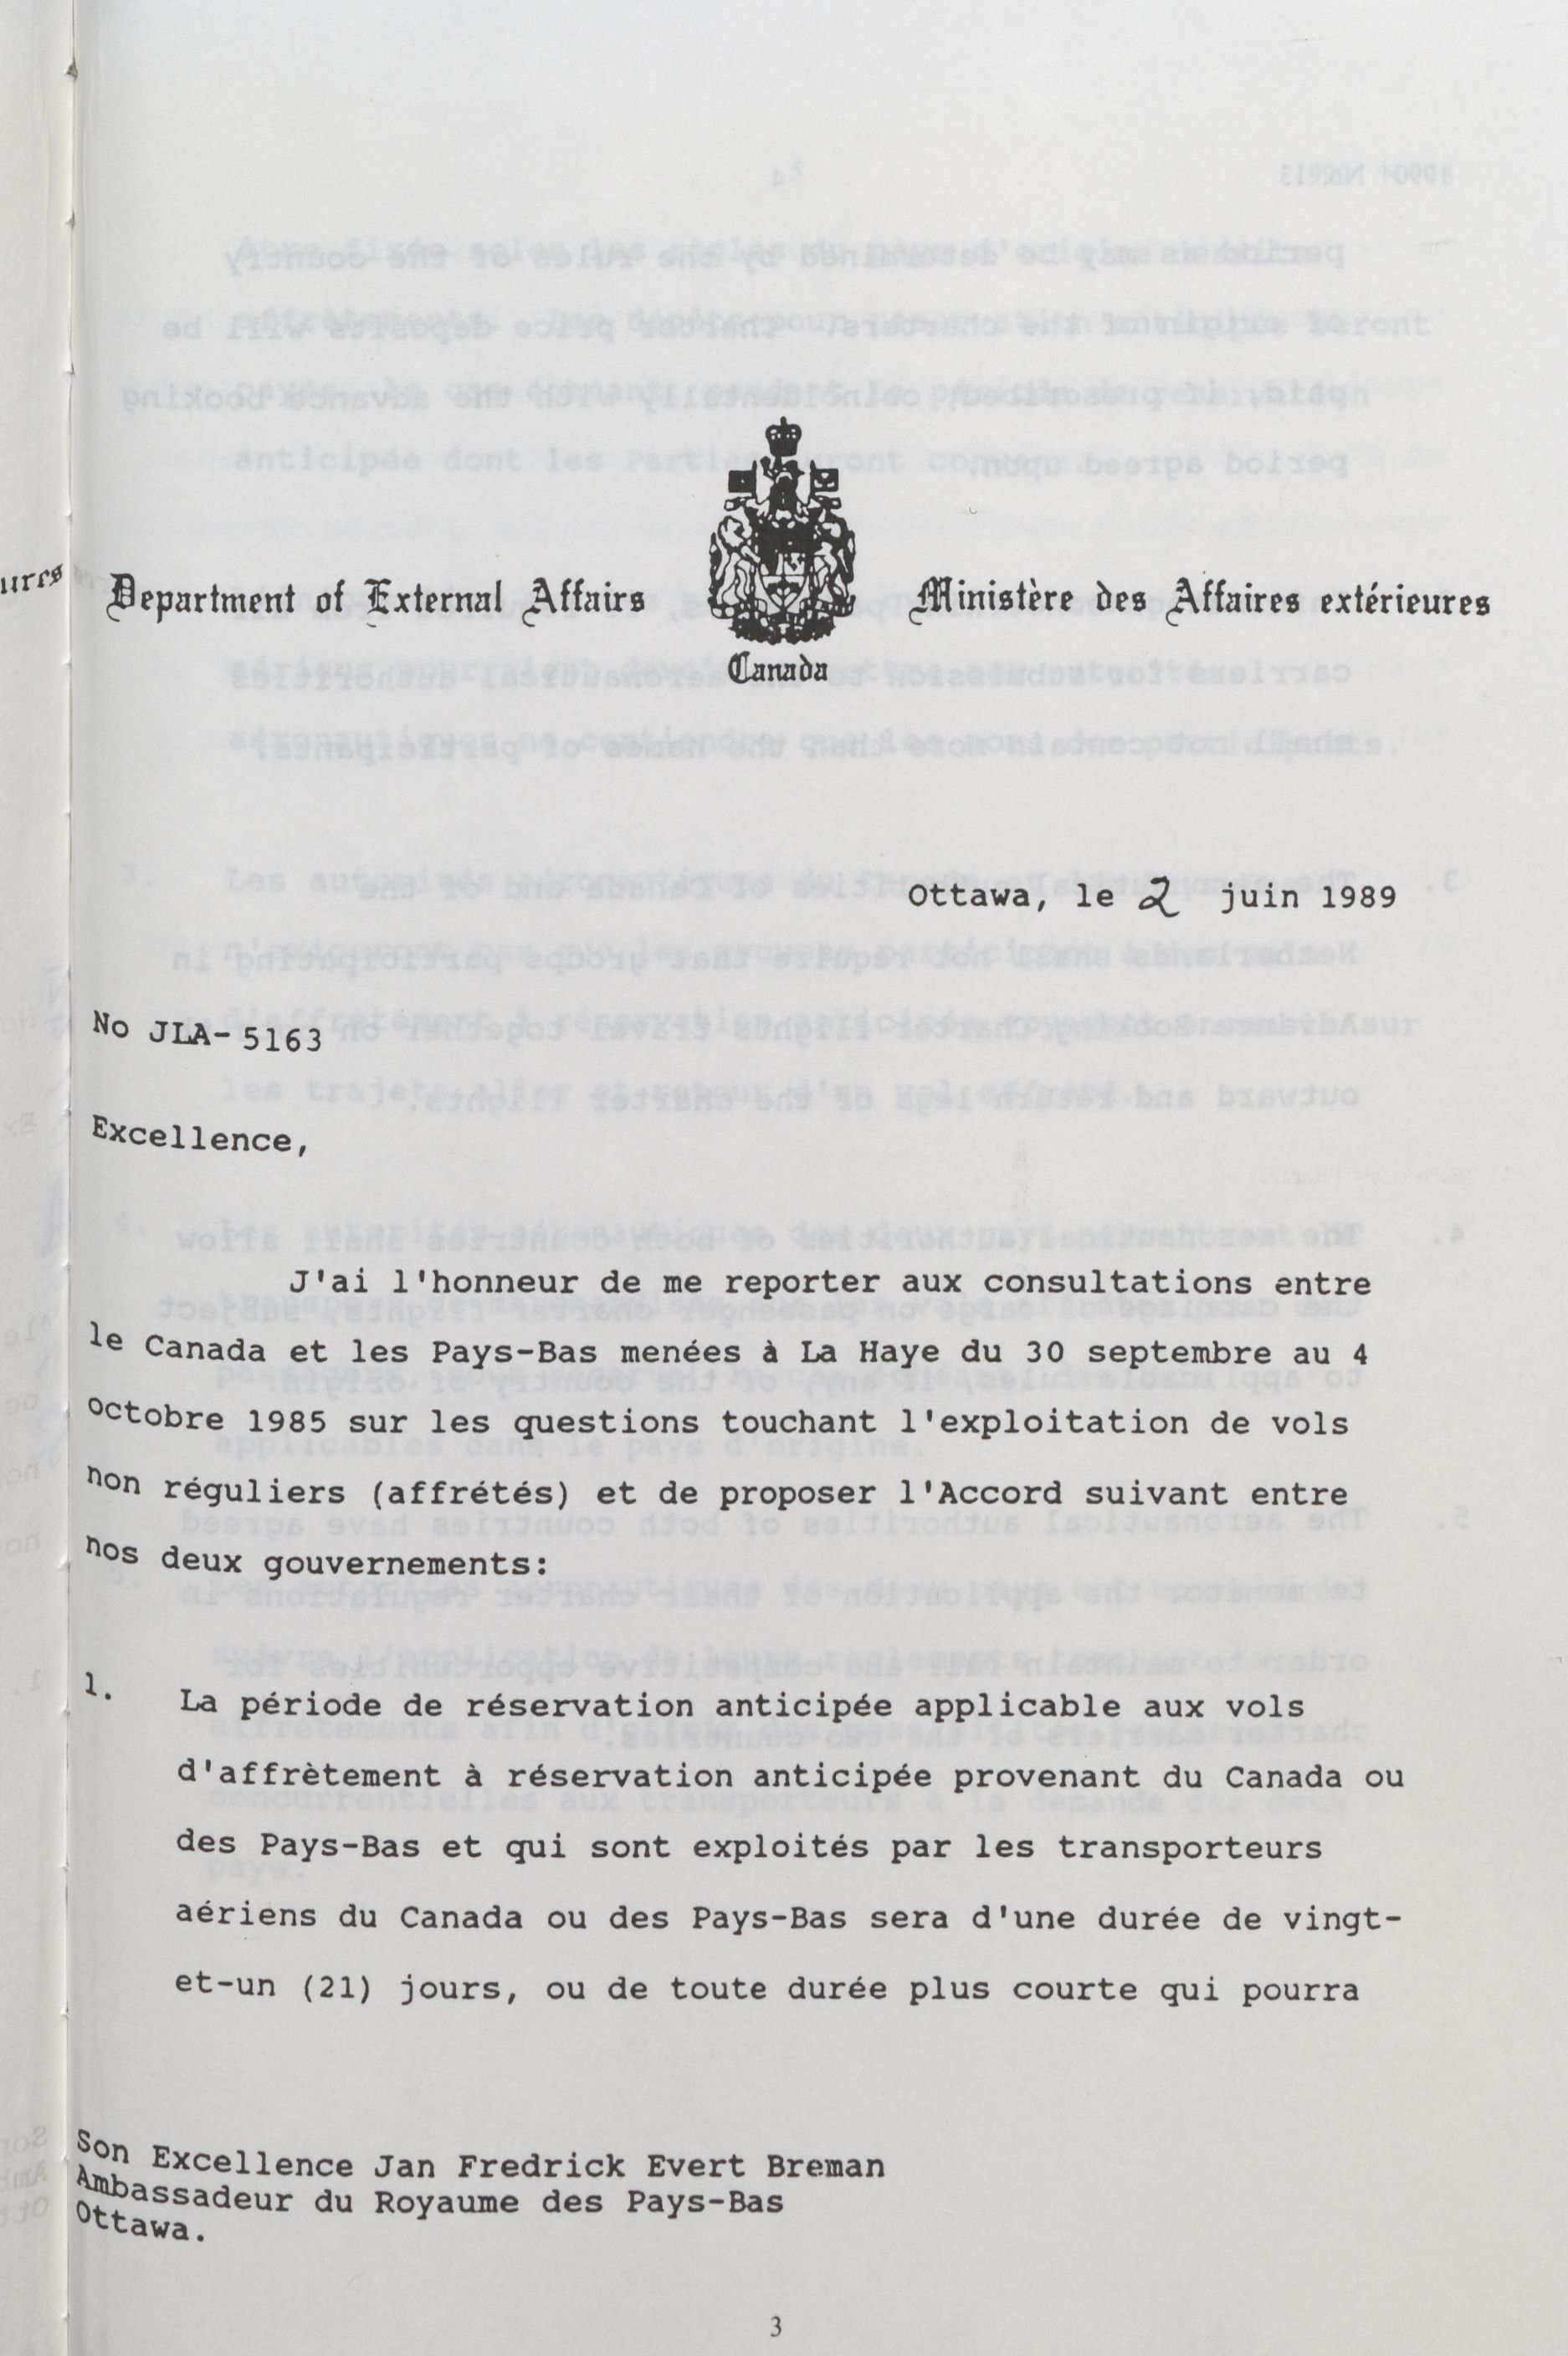 Department of External Affairs
Ministère des Affaires extérieures
Canada
Ottawa, le 2 juin 1989
No JLA-5163
Excellence,
J'ai l'honneur de me reporter aux consultations entre
le Canada et les Pays-Bas menées à La Haye du 30 septembre au 4
octobre 1985 sur les questions touchant l'exploitation de vols
non réguliers (affrétés) et de proposer l'Accord suivant entre
nos deux gouvernements:
1. La période de réservation anticipée applicable aux vols
d'affrètement à réservation anticipée provenant du Canada ou
des Pays-Bas et qui sont exploités par les transporteurs
aériens du Canada ou des Pays-Bas sera d'une durée de vingt-
et-un (21) jours, ou de toute durée plus courte qui pourra
Son Excellence Jan Fredrick Evert Breman
Ambassadeur du Royaume des Pays-Bas
Ottawa.
3